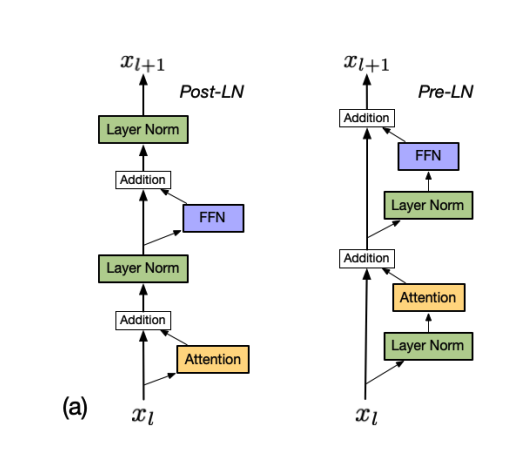 x_{l+1}
Post-LN
Layer Norm
Addition
FFN
Layer Norm
Addition
Attention
(a)
x_l
x_{l+1}
Pre-LN
Addition
FFN
Layer Norm
Addition
Attention
Layer Norm
x_l